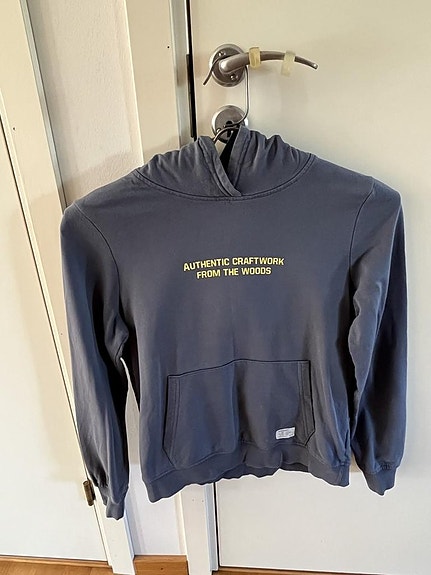 AUTHENTIC CRAFTWORK
FROM THE WOODS